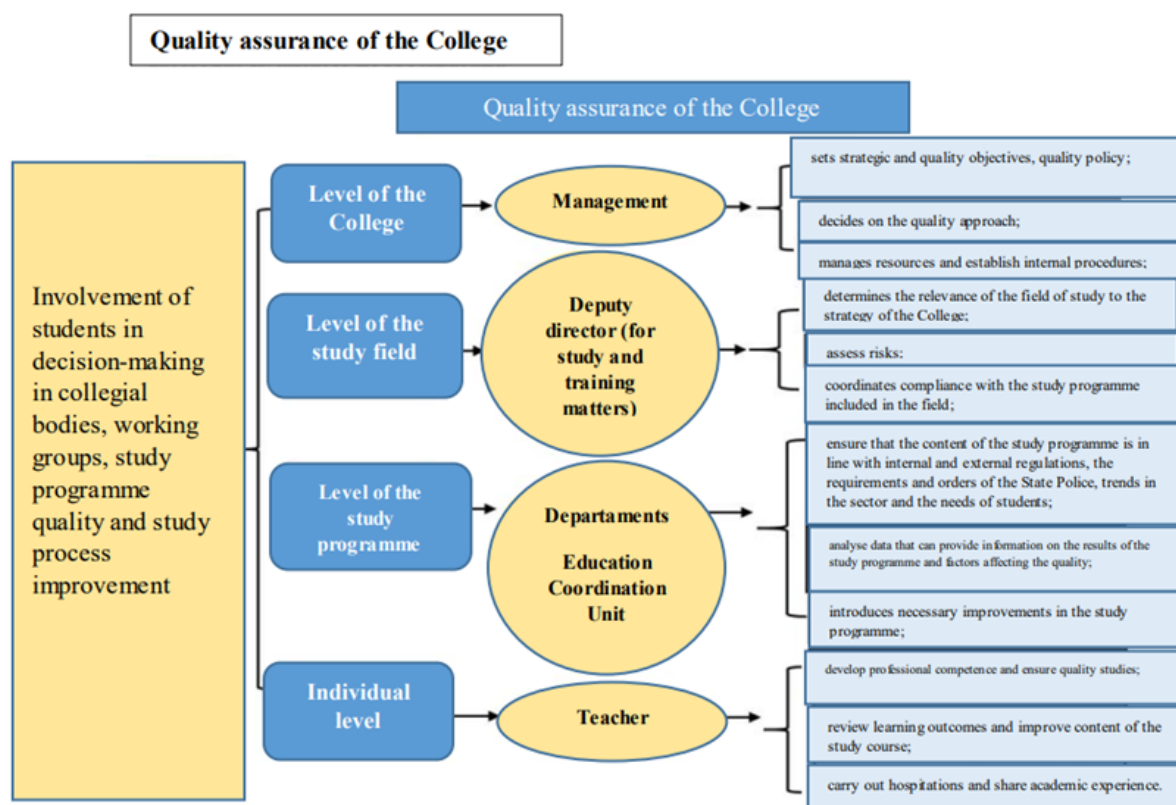 Quality assurance of the College
Quality assurance of the College
Involvement of
students in
decision-making
in collegial
bodies, working
groups, study
programme
quality and study
process
improvement
Level of the
College
Management
sets strategic and quality objectives, quality policy;
decides on the quality approach;
manages resources and establish internal procedures;
Level of the
study field
Deputy
director (for
study and
training
matters)
determines the relevance of the field of study to the
strategy of the College;
assess risks:
coordinates compliance with the study programme
included in the field;
Level of the
study
programme
Departaments
Education
Coordination
Unit
ensure that the content of the study programme is in
line with internal and external regulations, the
requirements and orders of the State Police, trends in
the sector and the needs of students;
analyse data that can provide information on the results of the
study programme and factors affecting the quality;
introduces necessary improvements in the study
programme;
Individual
level
Teacher
develop professional competence and ensure quality studies;
review learning outcomes and improve content of
the study course;
carry out hospitations and share academic experience.